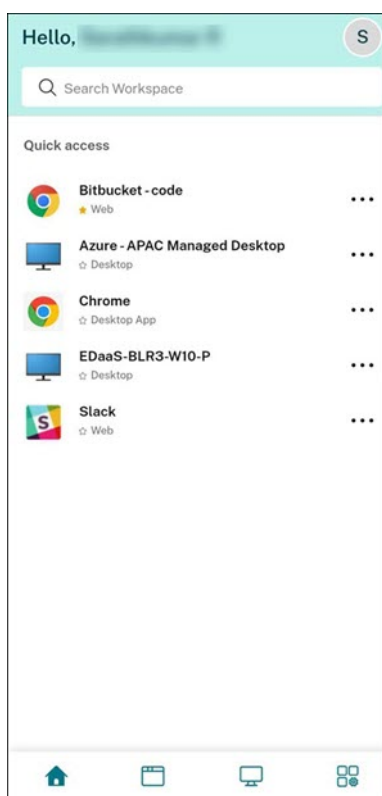 Hello,
S
Search Workspace
Quick access
Bitbucket - code
Web
Azure - APAC Managed Desktop
Desktop
Chrome
Desktop App
EDaaS-BLR3-W10-P
Desktop
S
Slack
Web